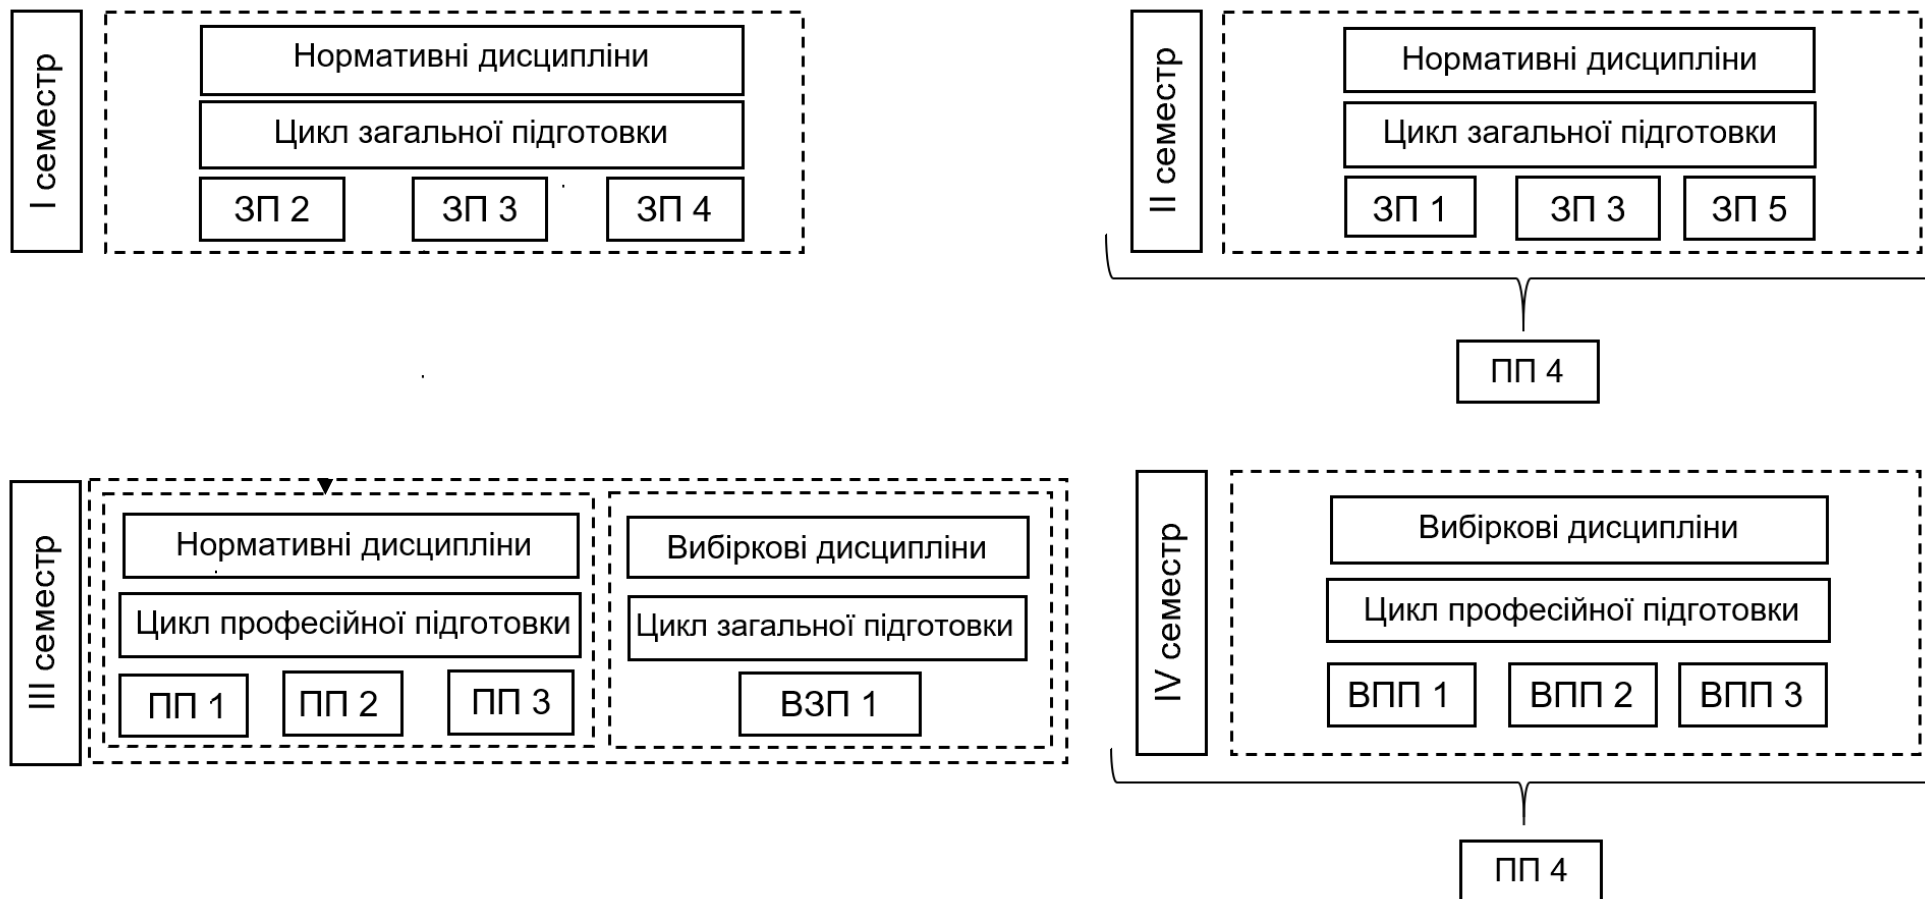 I семестр
Нормативні дисципліни
Цикл загальної підготовки
ЗП 2
ЗП 3
ЗП 4
II семестр
Нормативні дисципліни
Цикл загальної підготовки
ЗП 1
ЗП 3
ЗП 5
ПП 4
III семестр
Нормативні дисципліни
Цикл професійної підготовки
ПП 1
ПП 2
ПП 3
Вибіркові дисципліни
Цикл загальної підготовки
ВЗП 1
IV семестр
Вибіркові дисципліни
Цикл професійної підготовки
ВПП 1
ВПП 2
ВПП 3
ПП 4